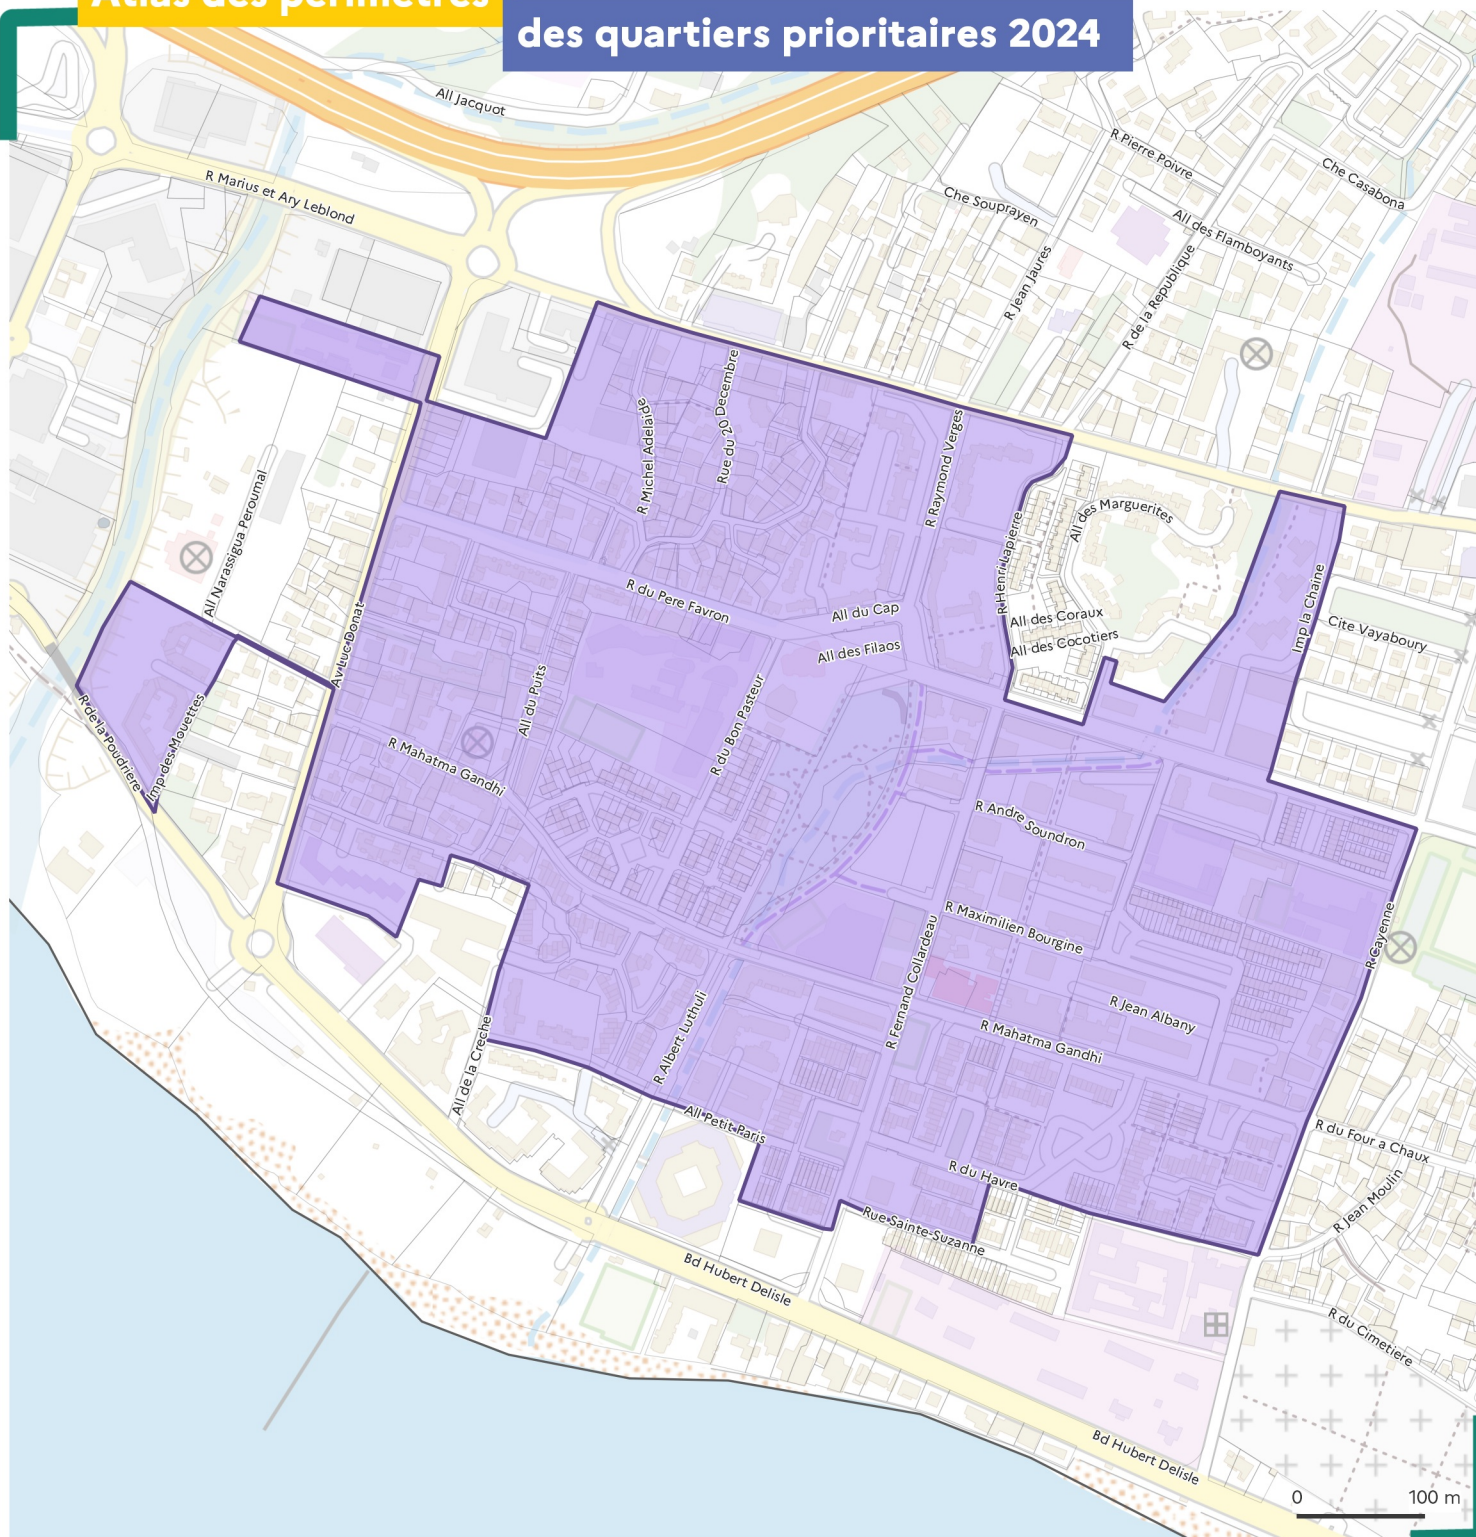 Atlas des périmètres
des quartiers prioritaires 2024
All Jacquot
R Marius et Ary Leblond
R Pierre Poivre
Che Casabona
Che Souprayen
All des Flamboyants
R Jean Jaures
R de la Republique
Rue du 20 Decembre
R Michel Adelaide
R Raymond Verges
All Narassigua Peroumal
All des Marguerites
R Henri Lapierre
Imp la Chaine
R du Pere Favron
All du Cap
All des Coraux
All des Cocotiers
Cite Vayaboury
Av Luc Donat
All des Filaos
All du Puits
R du Bon Pasteur
R de la Poudriere
Imp des Mouettes
R Mahatma Gandhi
R Andre Soundron
R Maximilien Bourgine
R Cayenne
R Fernand Collardeau
R Jean Albany
R Mahatma Gandhi
R Albert Luthuli
All de la Creche
All Petit Paris
R du Four a Chaux
R du Havre
R Jean Moulin
Rue Sainte-Suzanne
Bd Hubert Delisle
R du Cimetiere
Bd Hubert Delisle
0 100 m